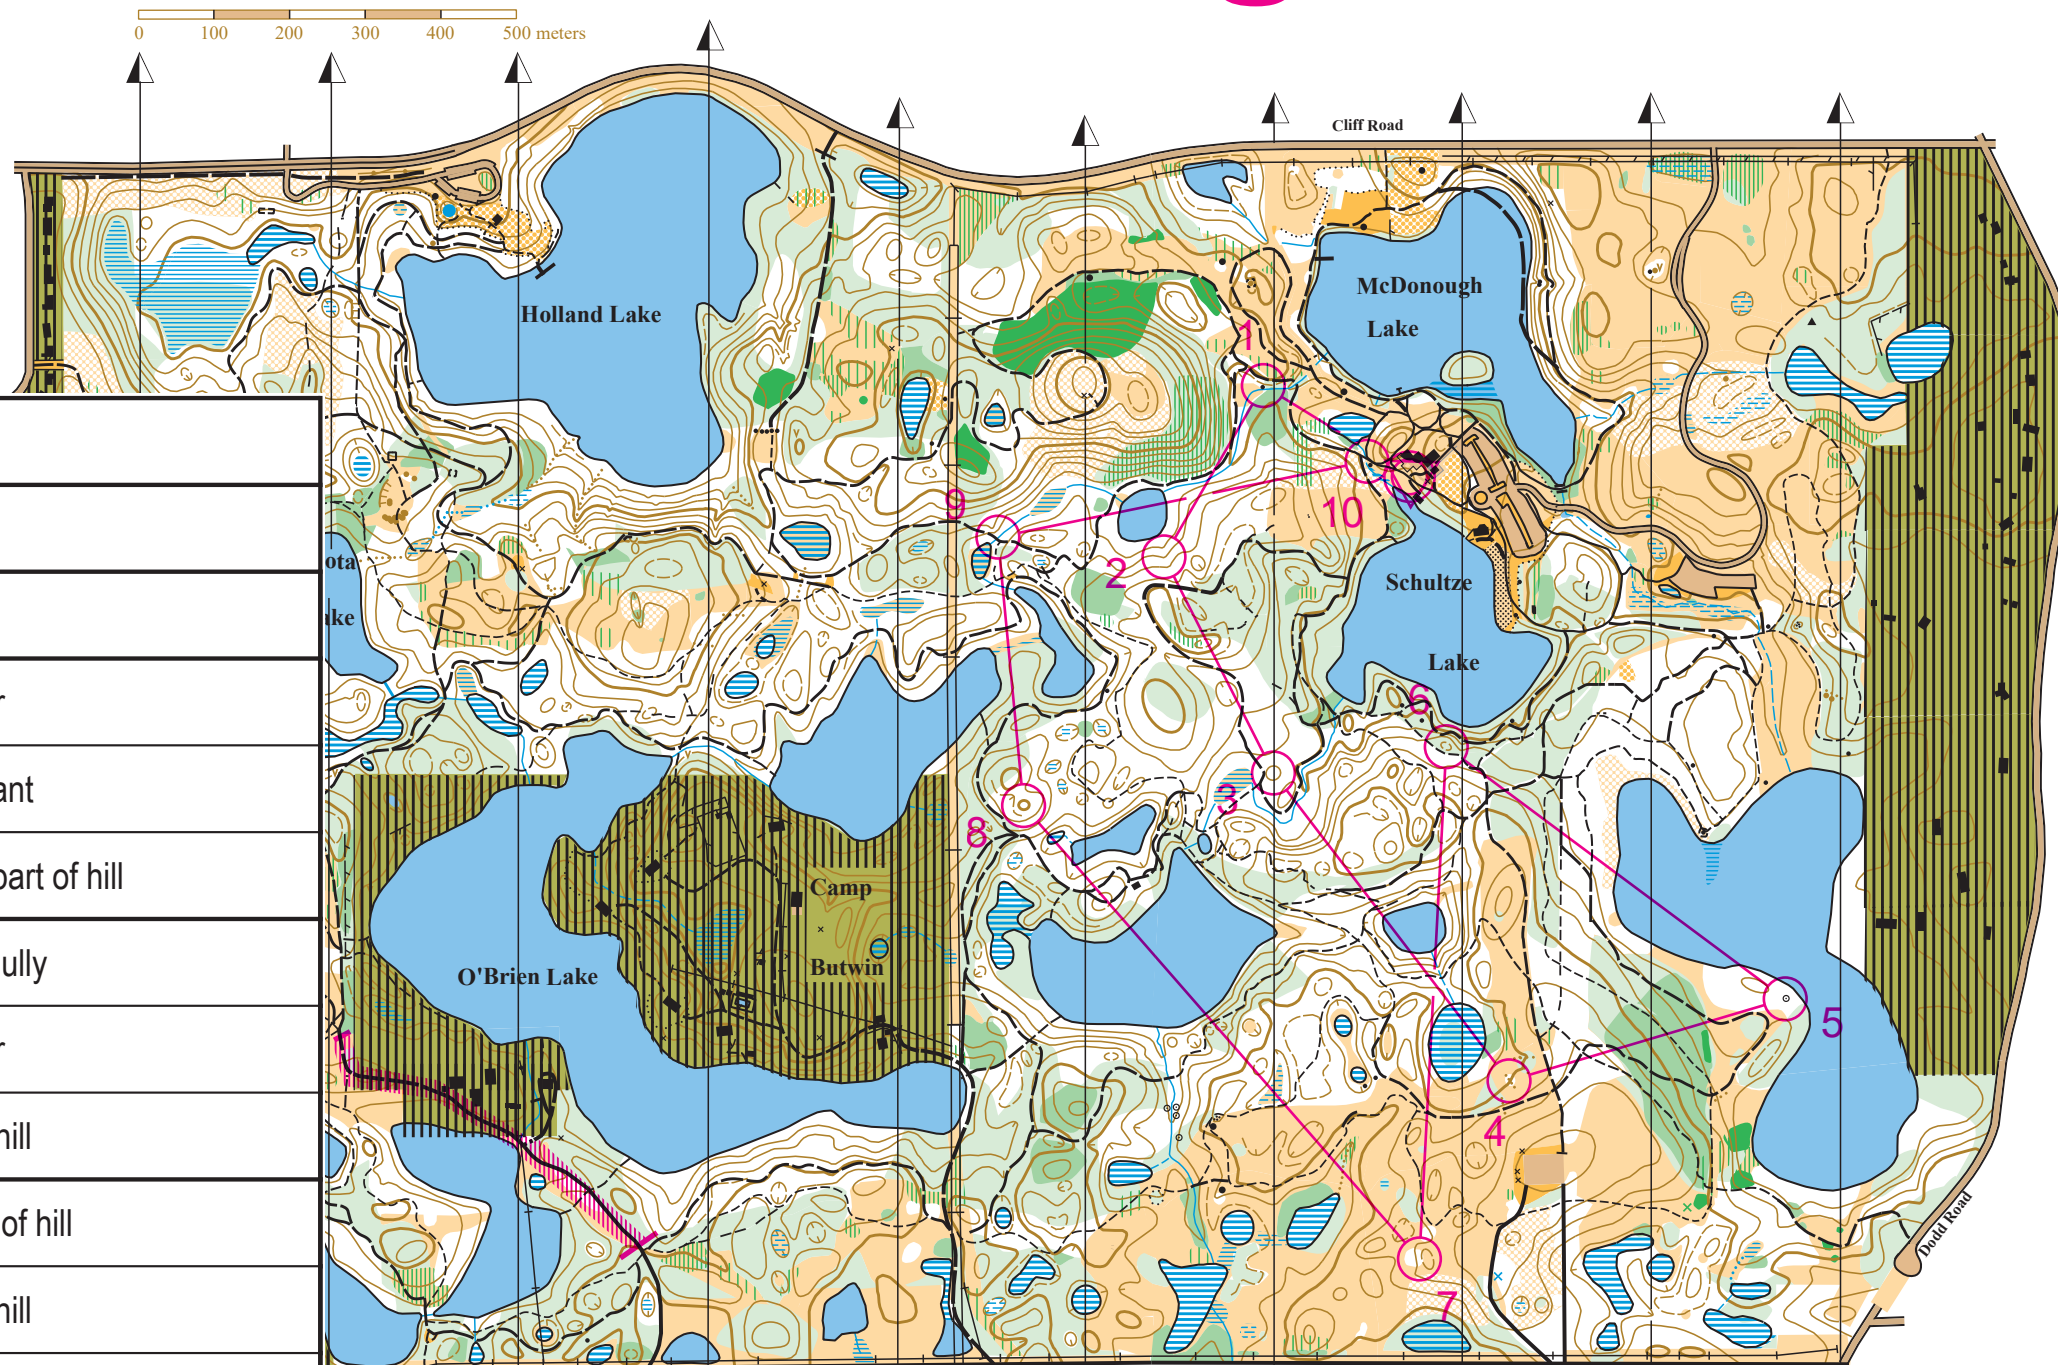 0 100 200 300 400 500 meters
Cliff Road
Holland Lake
McDonough
Lake
1
9
10
2
ota
ake
Schultze
Lake
6
3
8
Camp
Butwin
O'Brien Lake
5
4
7
Dodd Road
r
ant
part of hill
ully
r
hill
of hill
hill